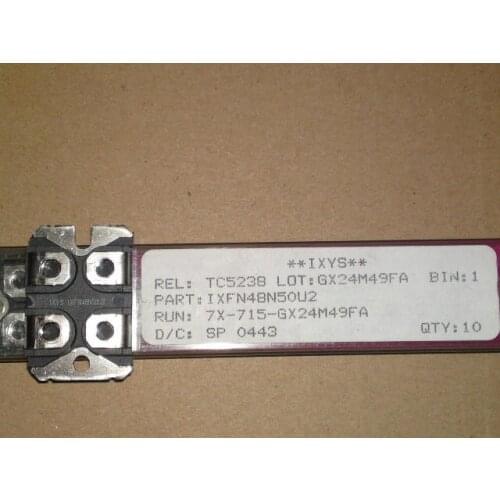 **IXYS**
REL: TC5238 LOT:GX24M49FA BIN:1
PART:IXFN48N50U2
RUN: 7X-715-GX24M49FA
D/C: SP 0443 QTY:10